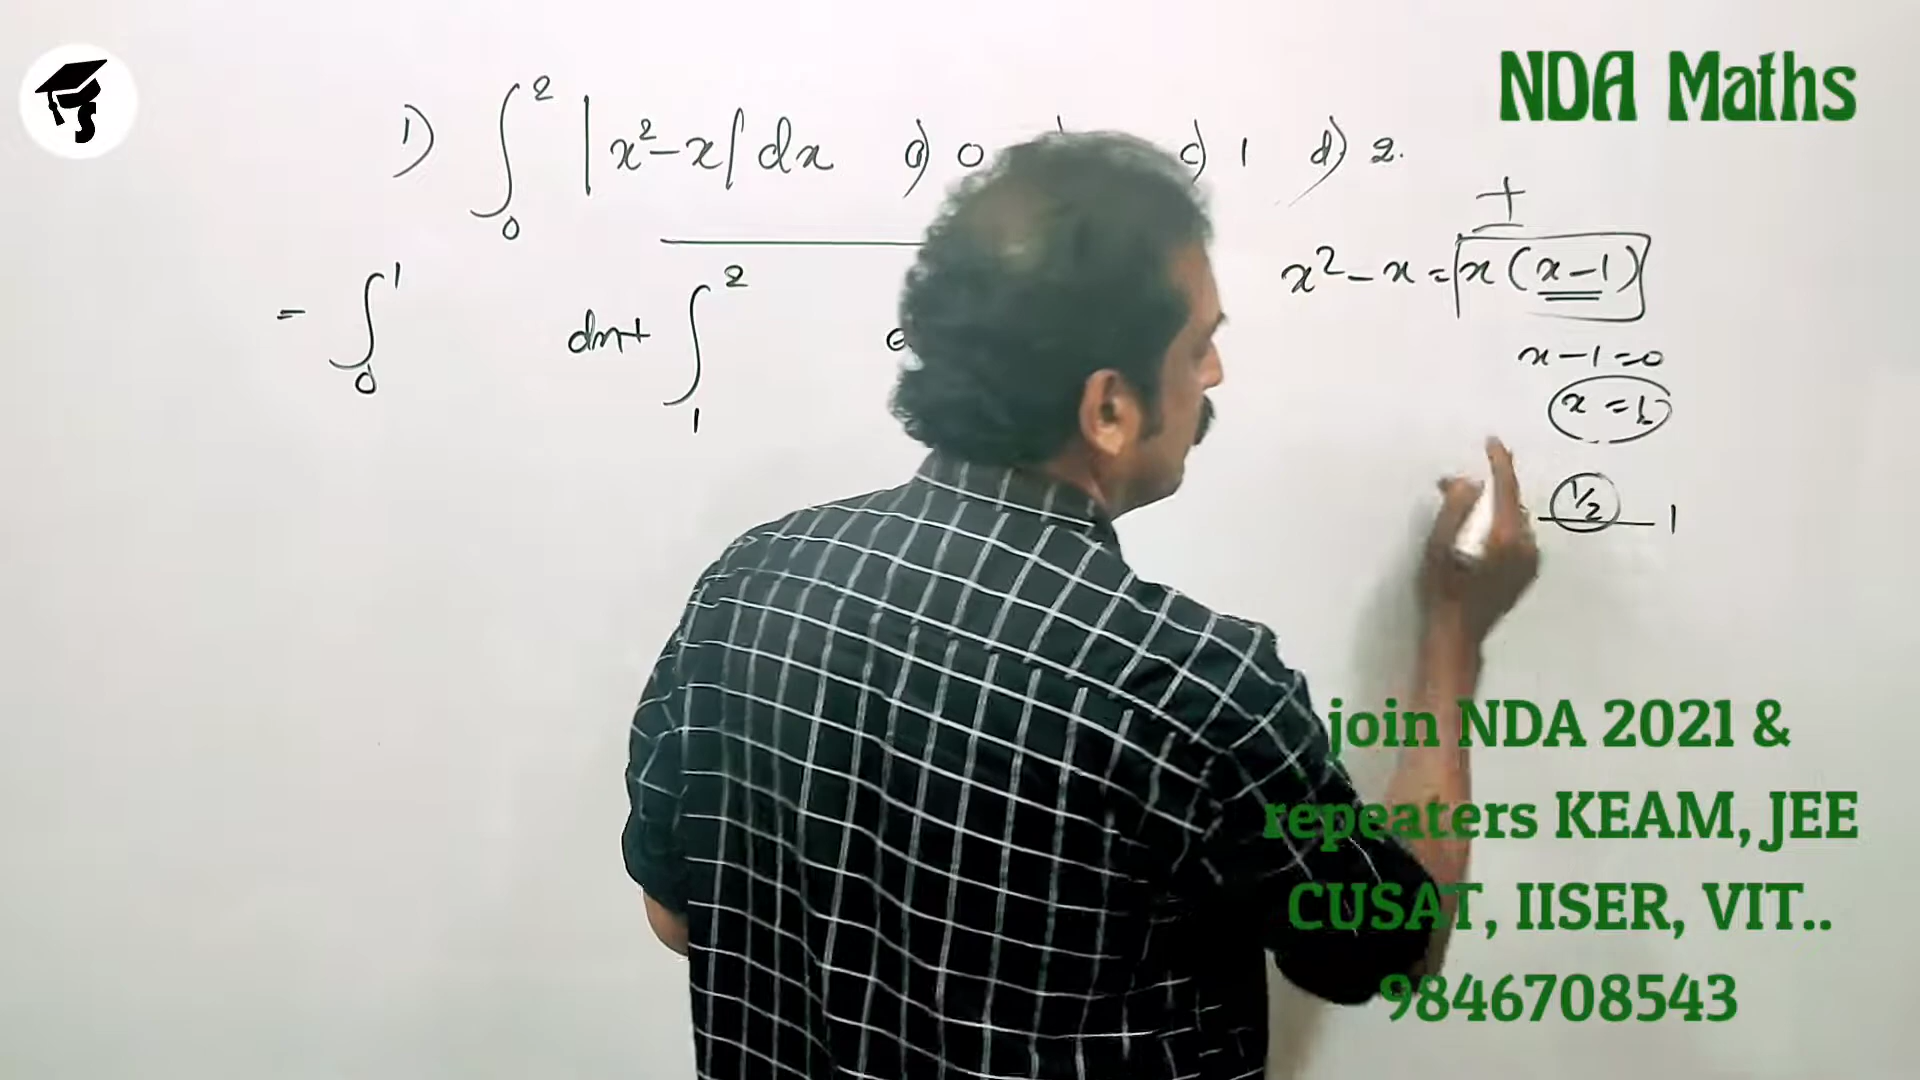 NDA Maths
1) ∫₀² |x²-x| dx a) 0 c) 1 d) 2.
+
x²-x = x(x-1)
= ∫₀¹ dx + ∫₁²
x-1=0
x=1
½ 1
join NDA 2021 &
repeaters KEAM, JEE
CUSAT, IISER, VIT..
9846708543